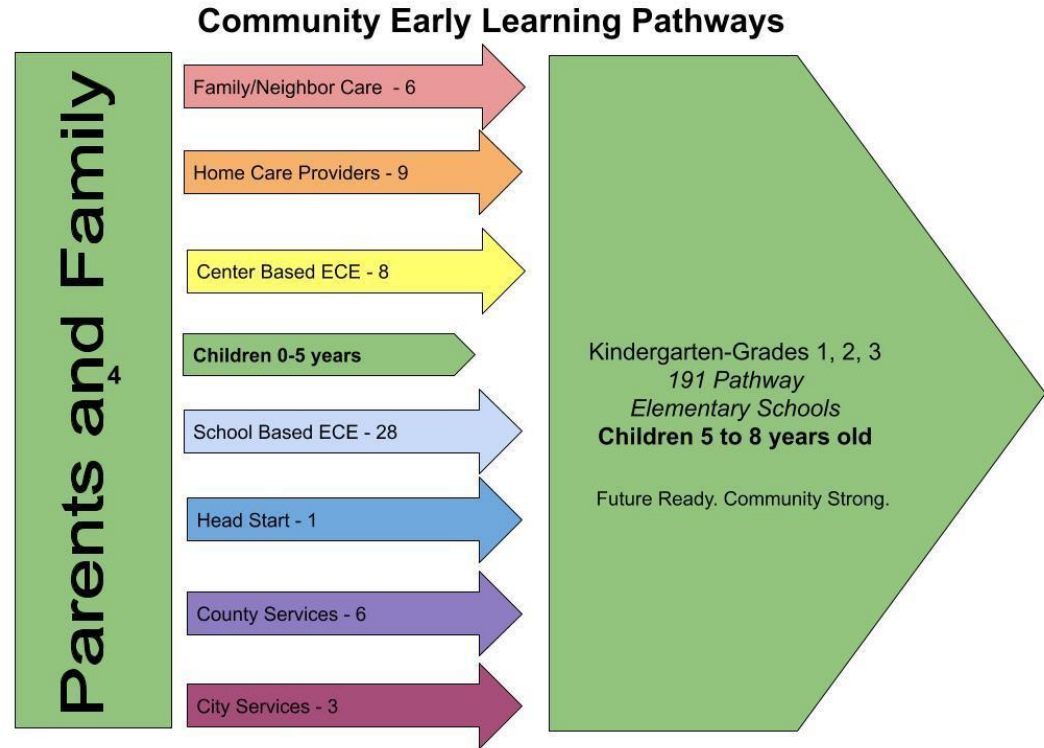 Community Early Learning Pathways
Parents and Family
4
Family/Neighbor Care - 6
Home Care Providers - 9
Center Based ECE - 8
Children 0-5 years
School Based ECE - 28
Head Start - 1
County Services - 6
City Services - 3
Kindergarten-Grades 1, 2, 3
191 Pathway
Elementary Schools
Children 5 to 8 years old
Future Ready. Community Strong.